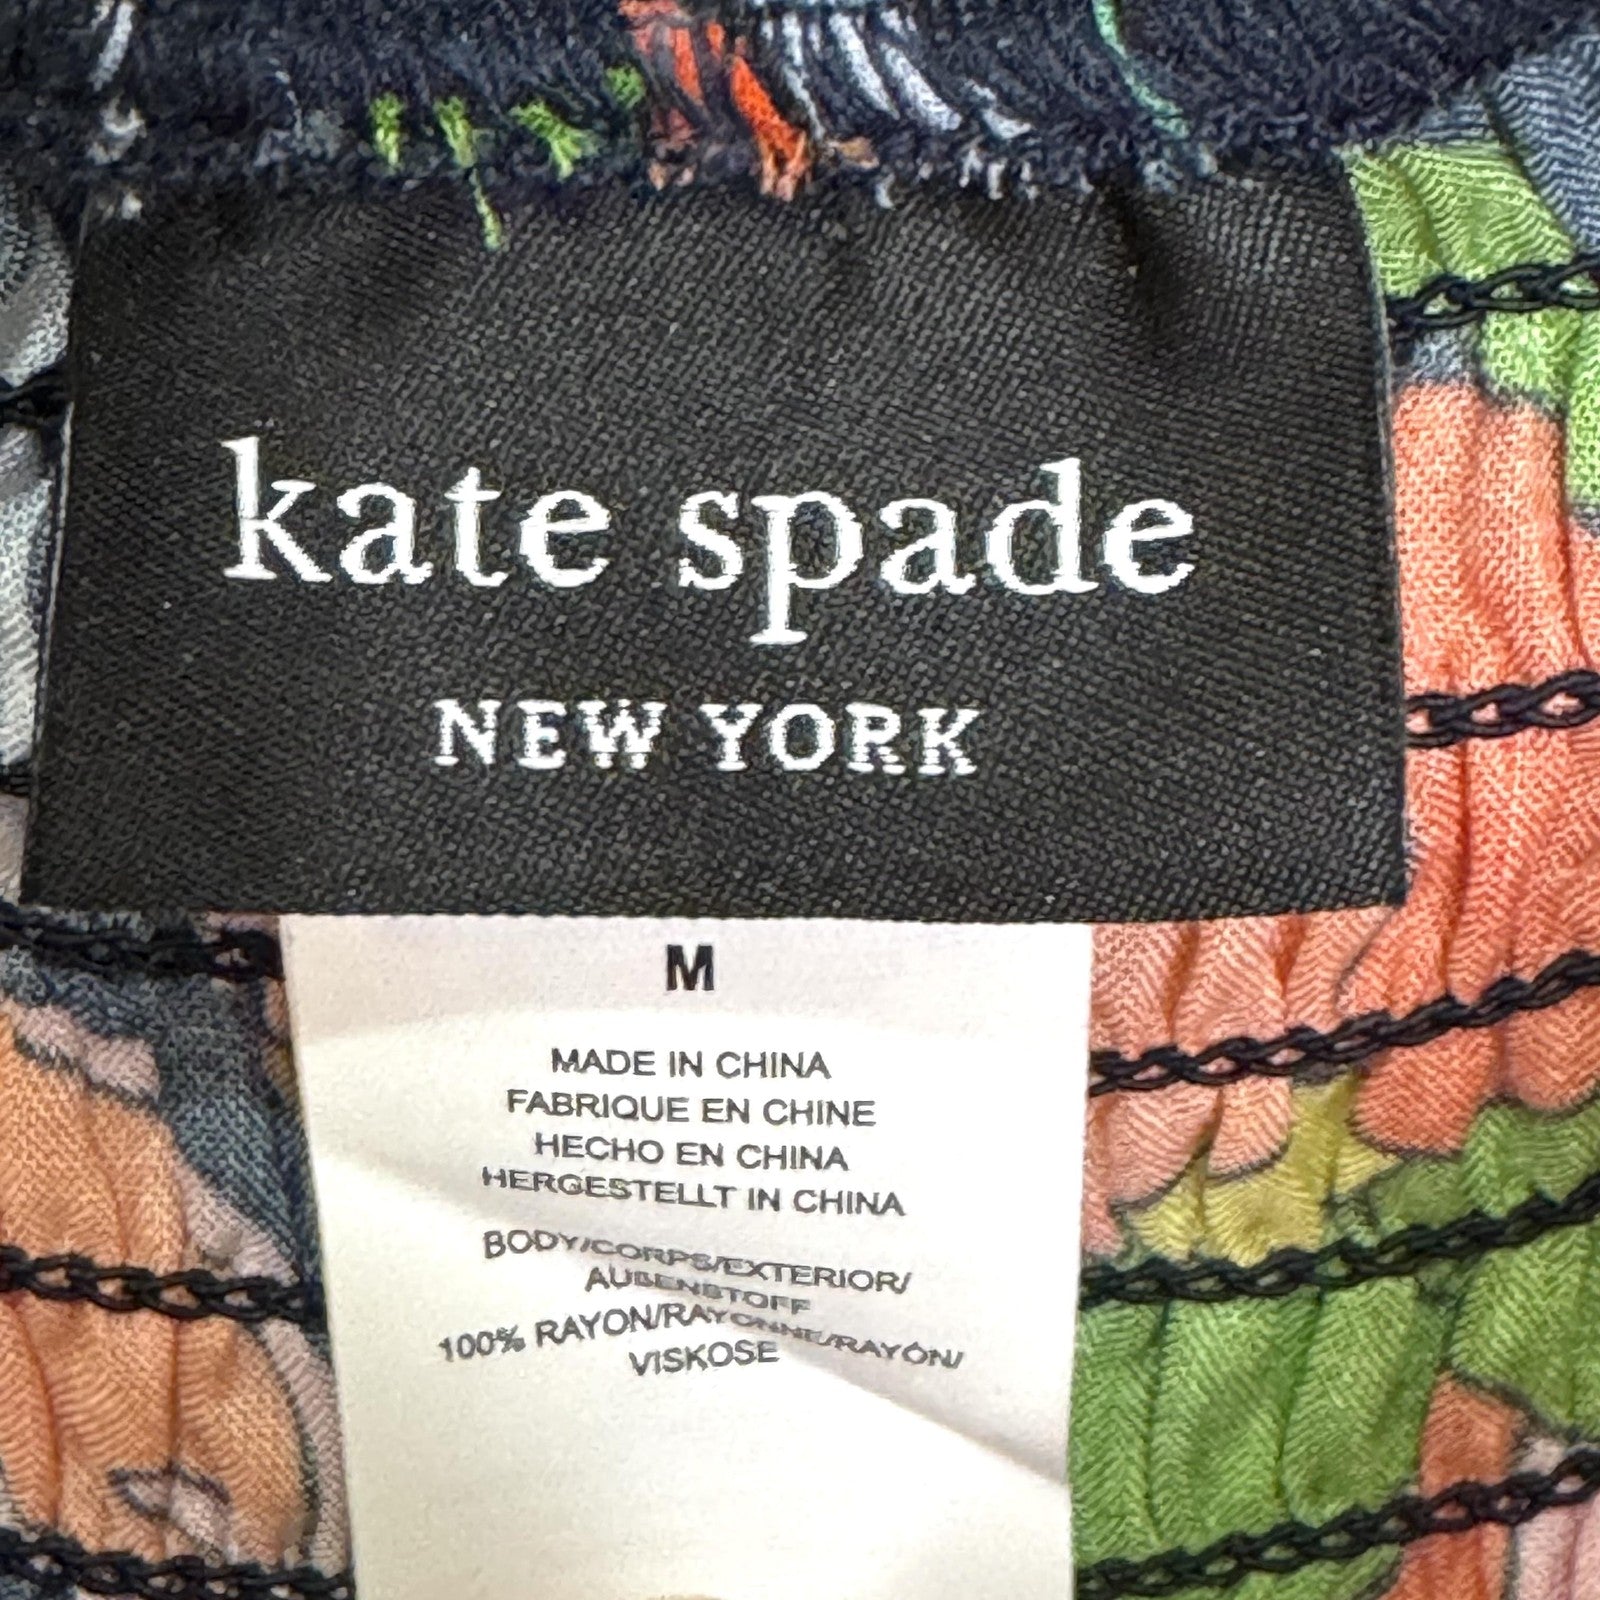 kate spade
NEW YORK
M
MADE IN CHINA
FABRIQUE EN CHINE
HECHO EN CHINA
HERGESTELLT IN CHINA
BODY/CORPS/EXTERIOR/
AUBENSTOFF
100% RAYON/RAYONNE/RAYÓN/
VISKOSE